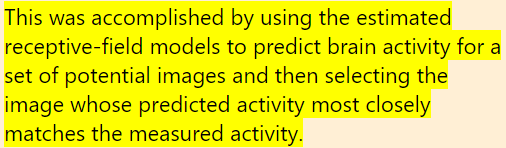 This was accomplished by using the estimated
receptive-field models to predict brain activity for a
set of potential images and then selecting the
image whose predicted activity most closely
matches the measured activity.